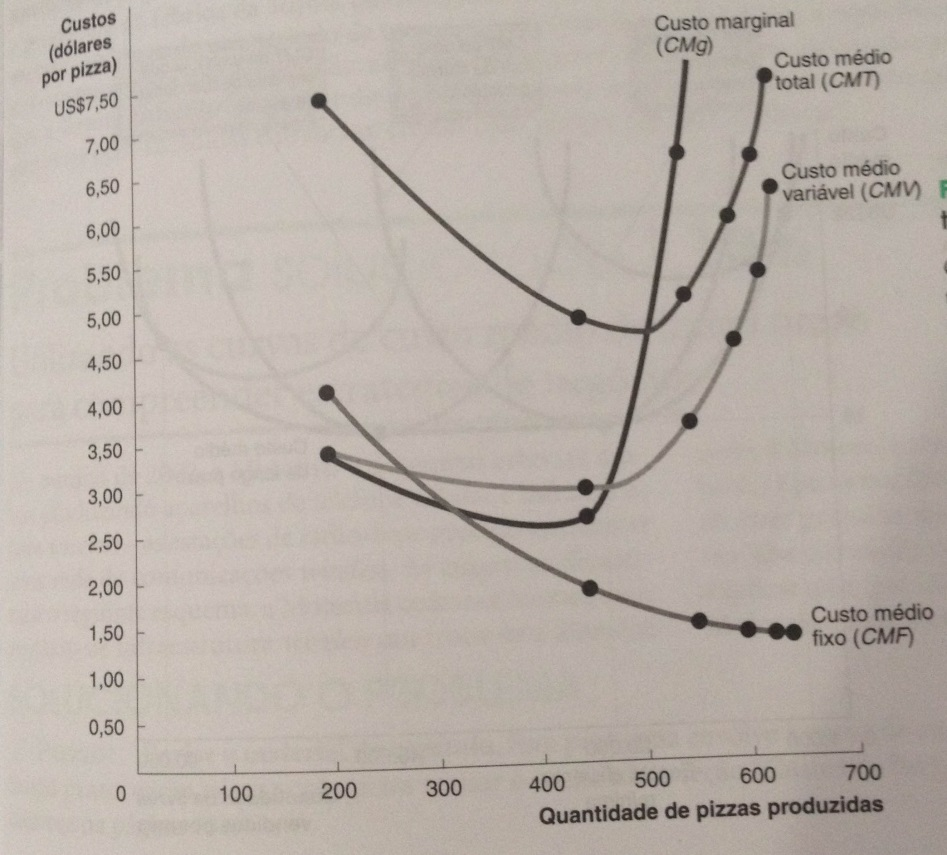 Custos
(dólares
por pizza)
US$7,50
7,00
6,50
6,00
5,50
5,00
4,50
4,00
3,50
3,00
2,50
2,00
1,50
1,00
0,50
0
100
200
300
400
500
600
700
Quantidade de pizzas produzidas
Custo marginal
(CMg)
Custo médio
total (CMT)
Custo médio
variável (CMV)
Custo médio
fixo (CMF)